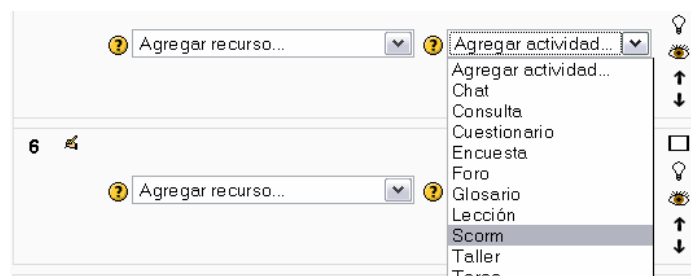 Agregar recurso... Agregar actividad...
Agregar actividad...
Chat
Consulta
Cuestionario
Encuesta
Foro
Glosario
Lección
Scorm
Taller
6
Agregar recurso...